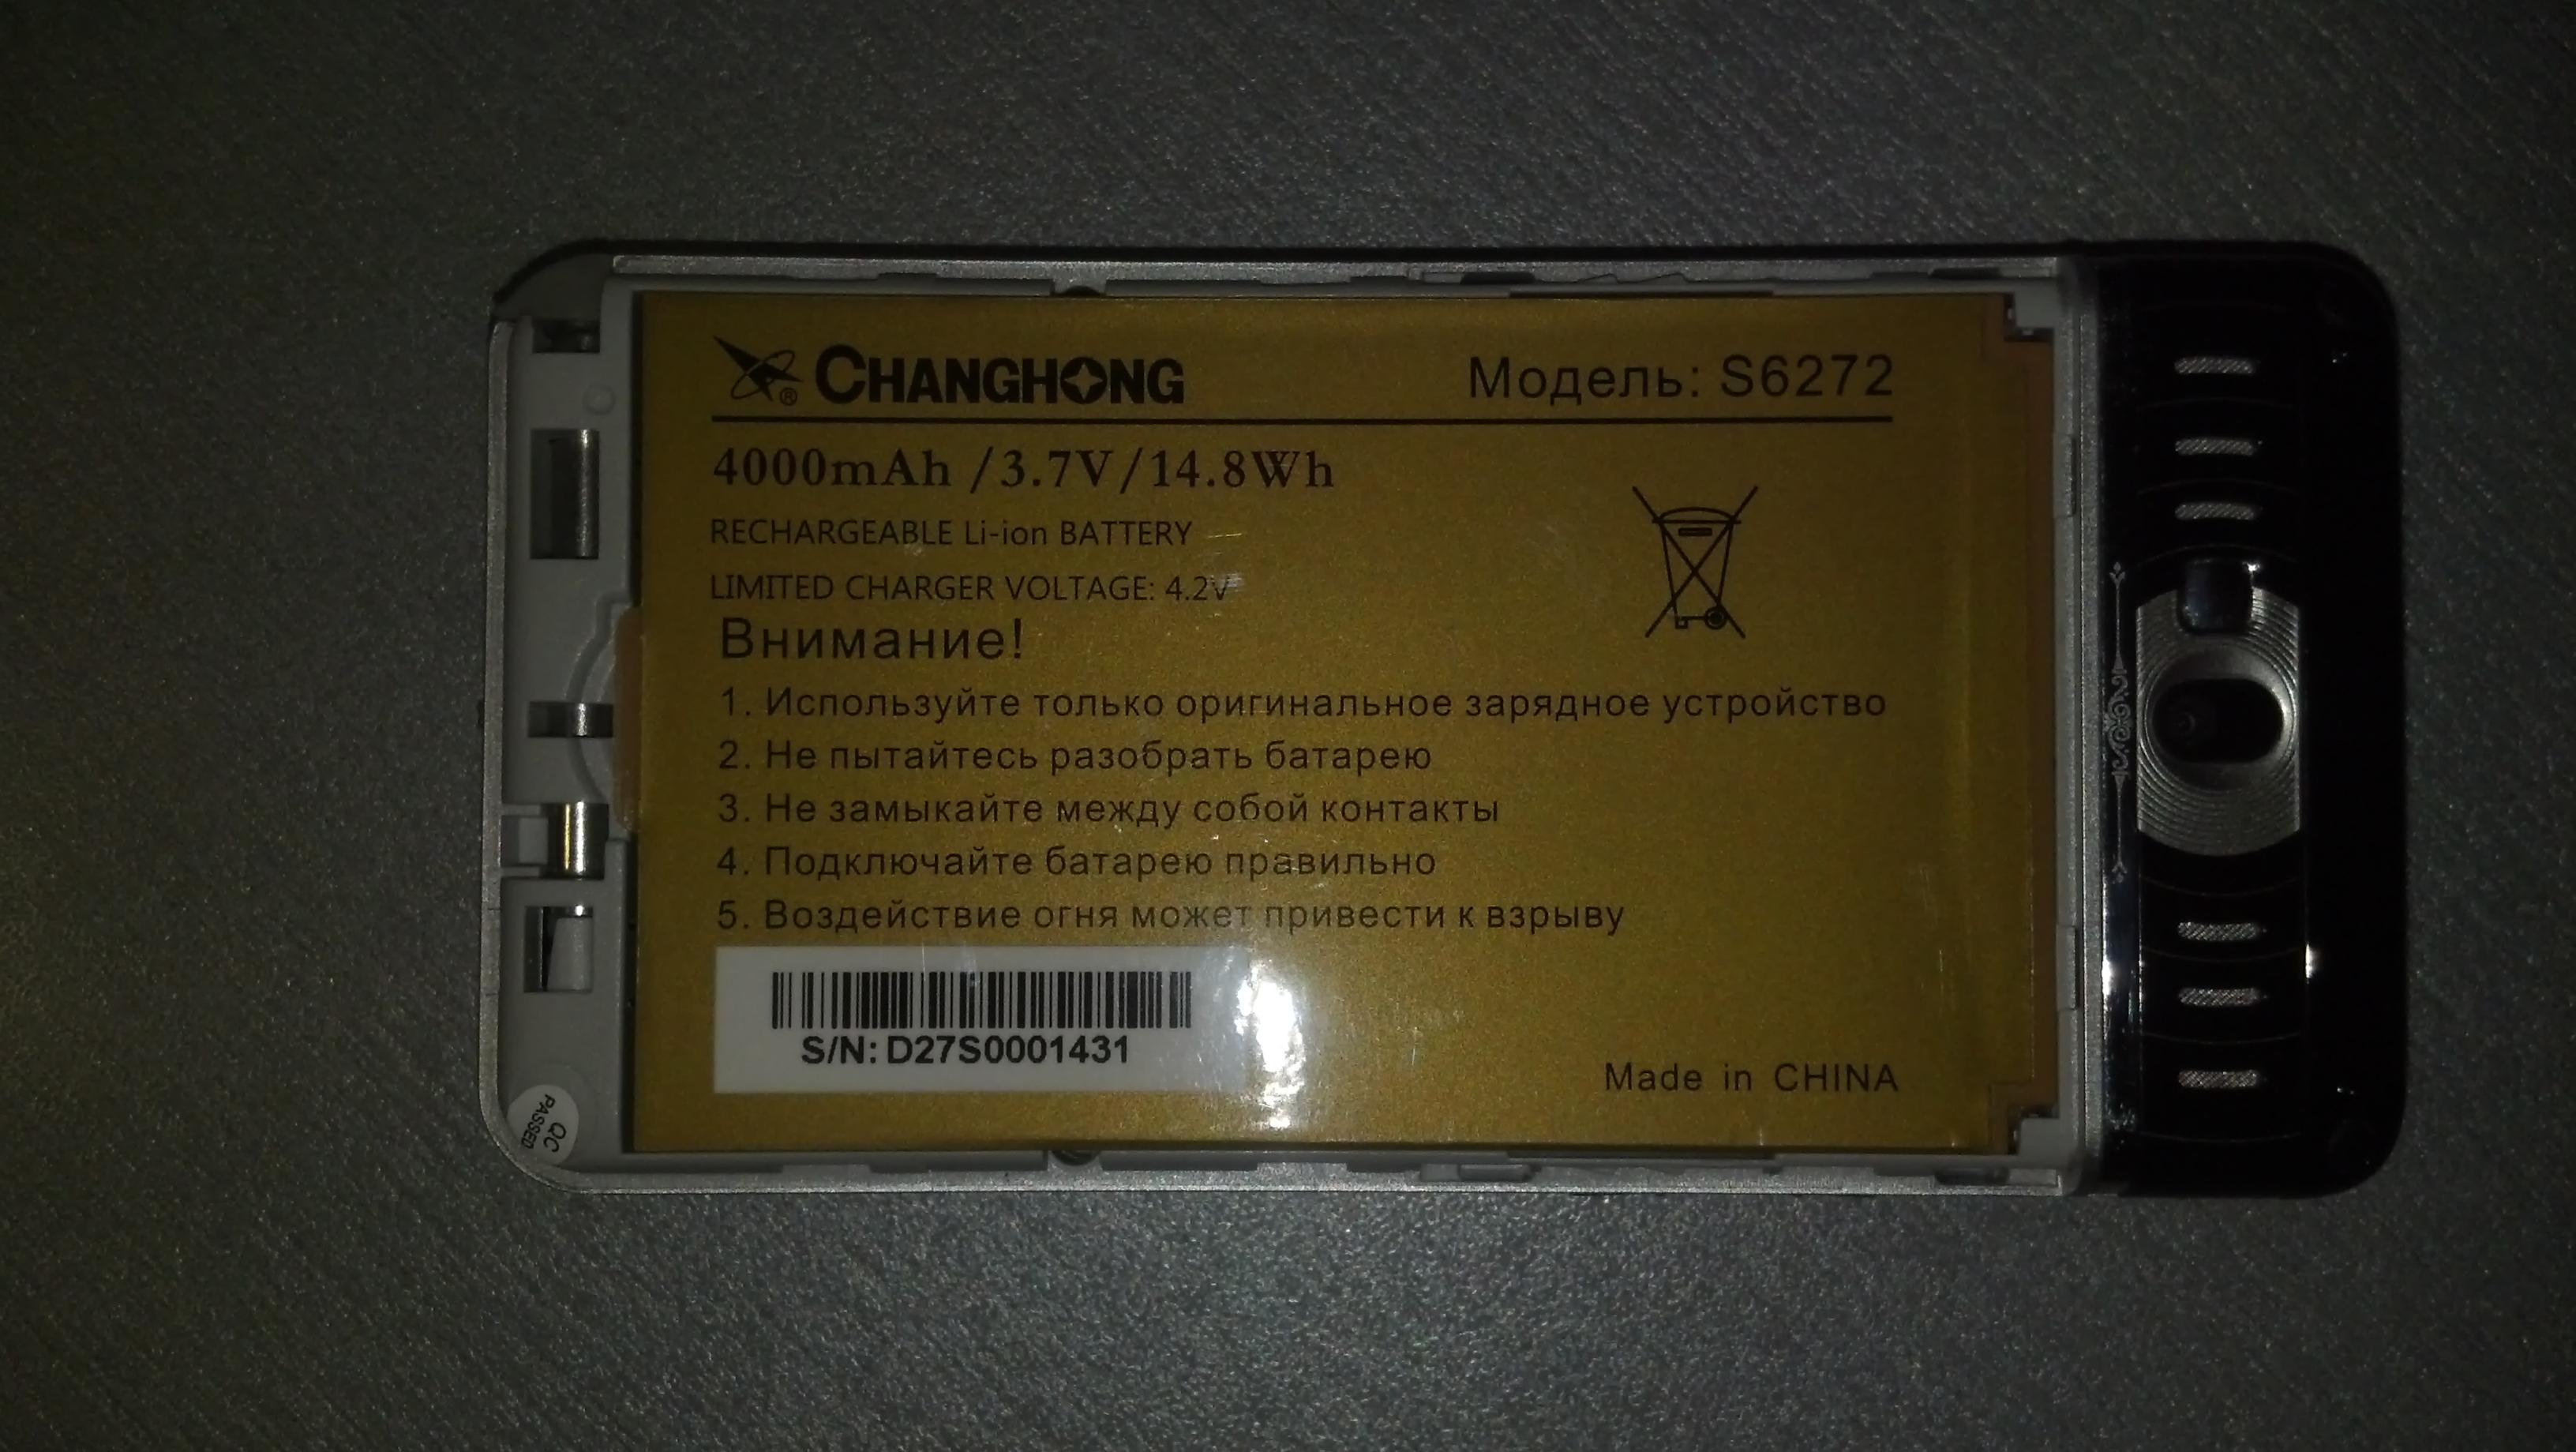 CHANGHONG
Модель: S6272
4000mAh /3.7V/14.8Wh
RECHARGEABLE Li-ion BATTERY
LIMITED CHARGER VOLTAGE: 4.2V
Внимание!
1. Используйте только оригинальное зарядное устройство
2. Не пытайтесь разобрать батарею
3. Не замыкайте между собой контакты
4. Подключайте батарею правильно
5. Воздействие огня может привести к взрыву
S/N: D27S0001431
Made in CHINA
QC
PASSED